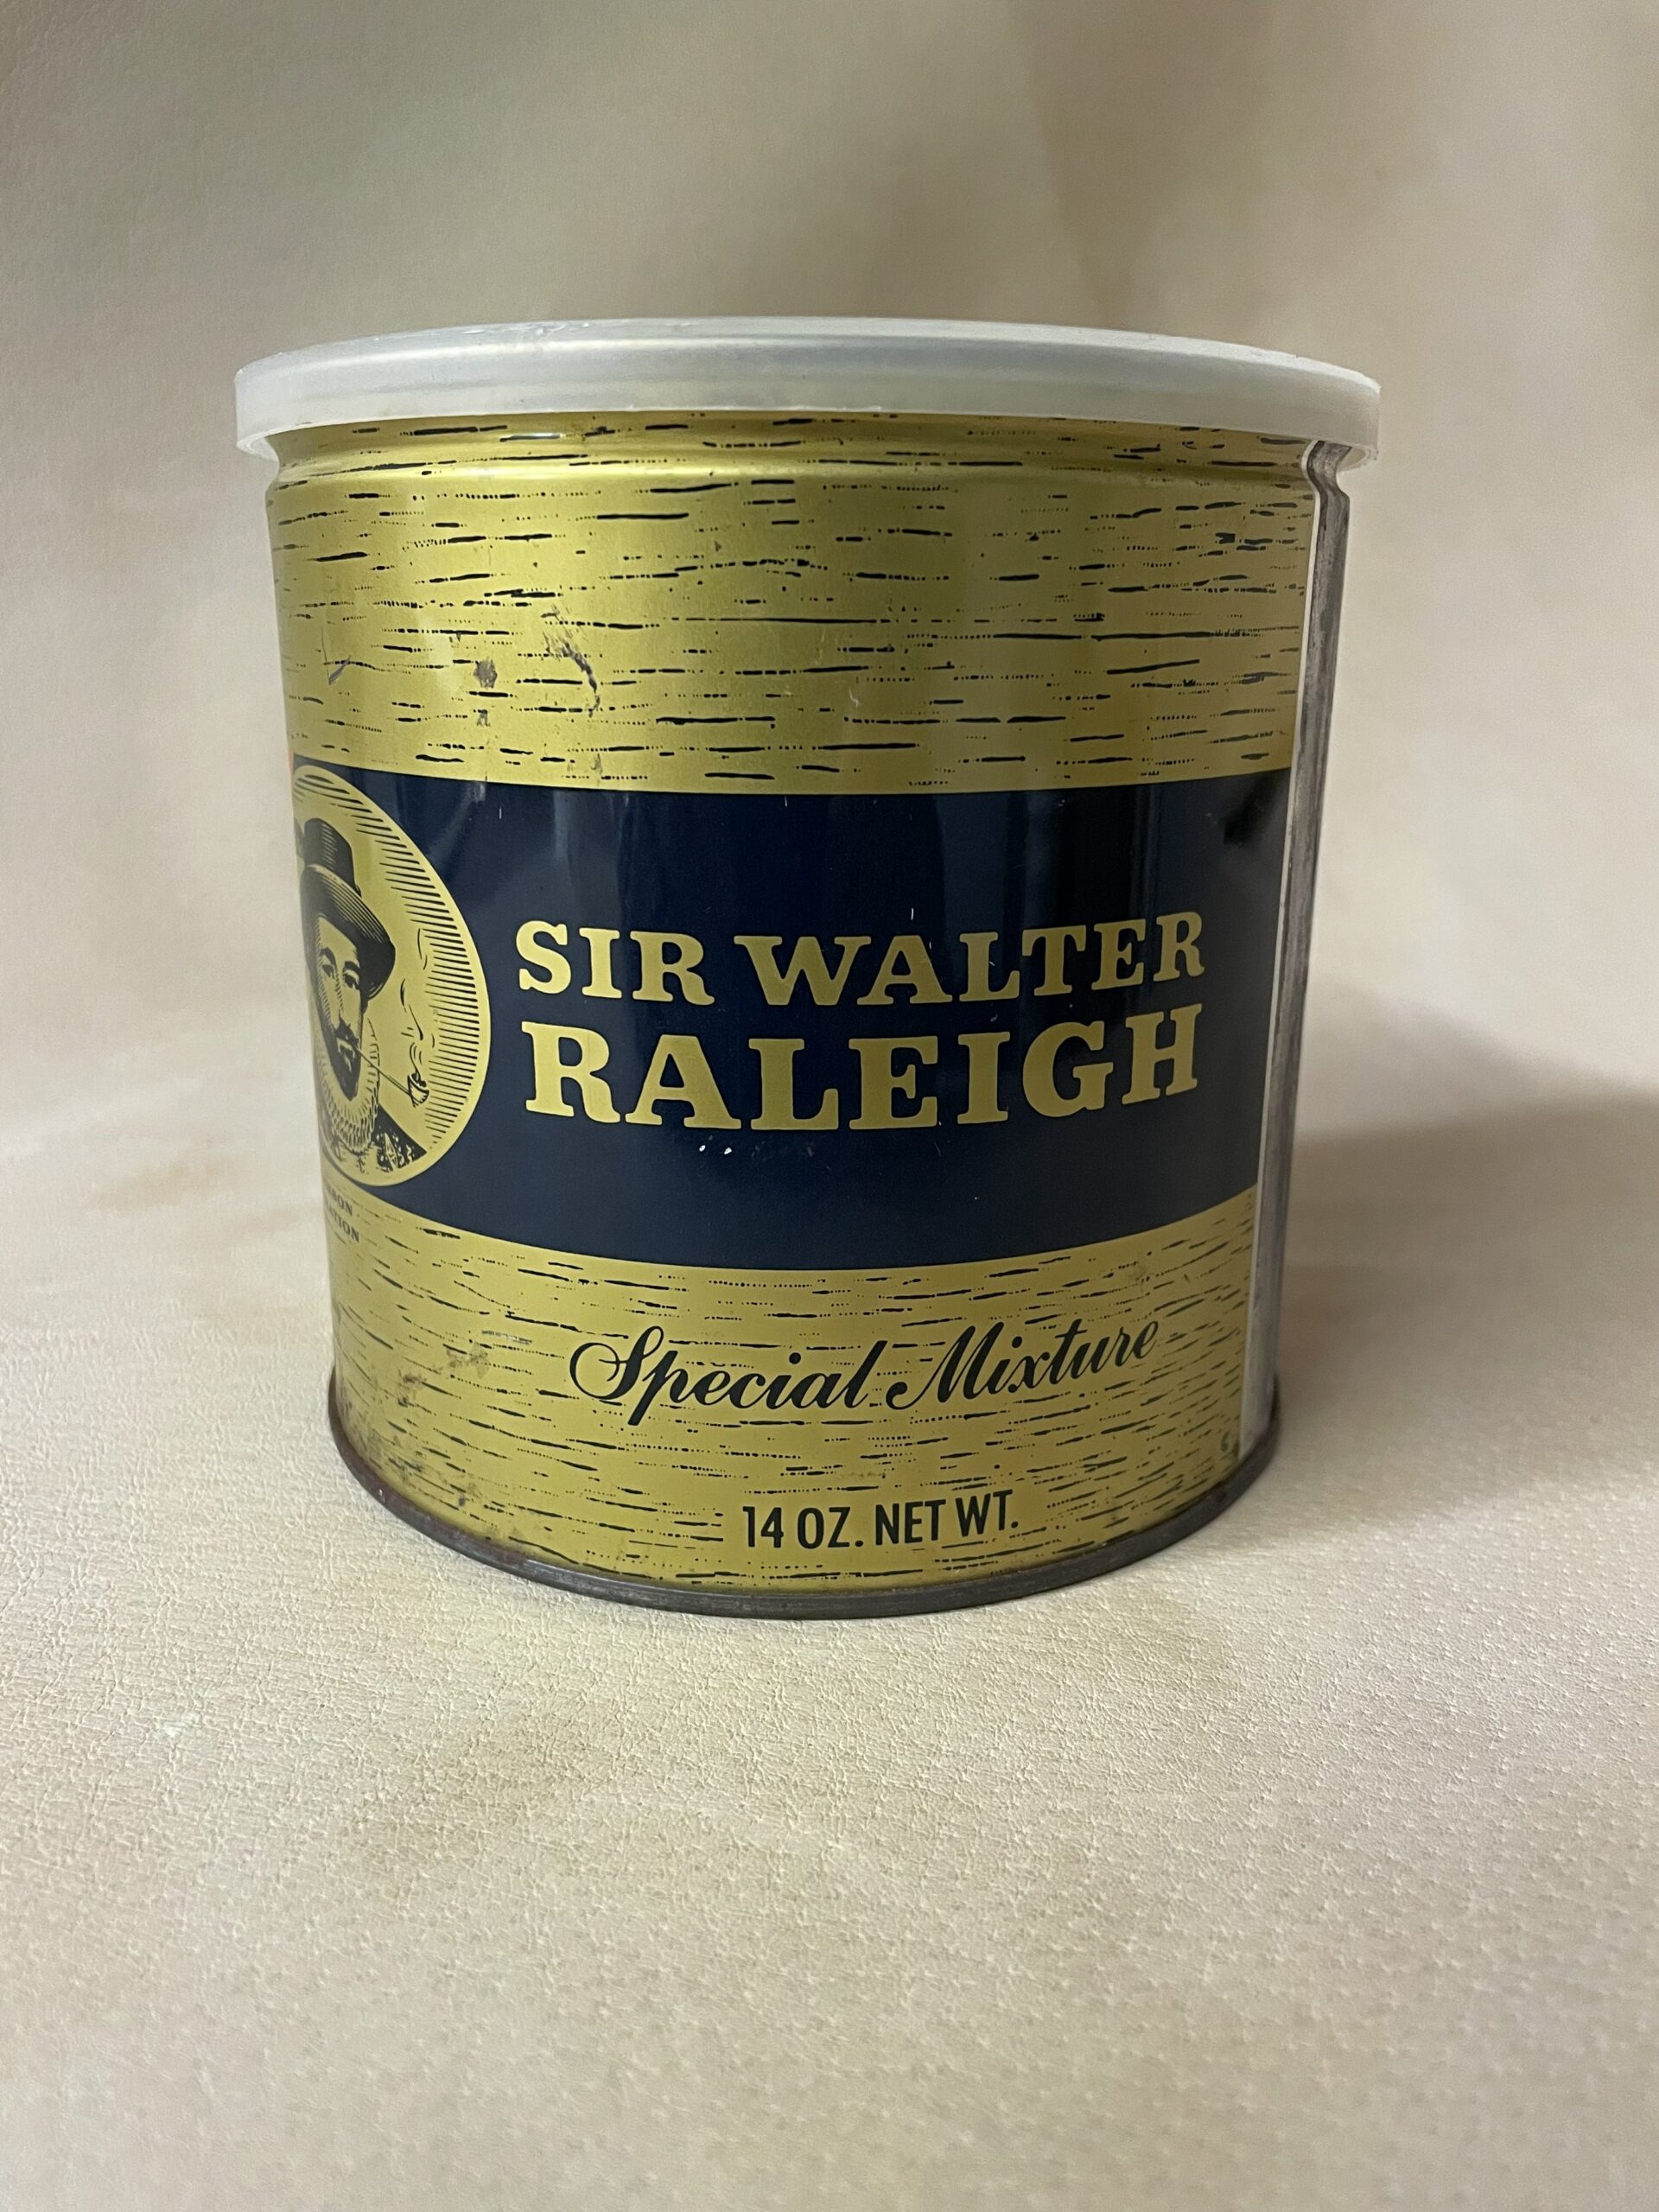 SIR WALTER
RALEIGH
Special Mixture
14 OZ. NET WT.